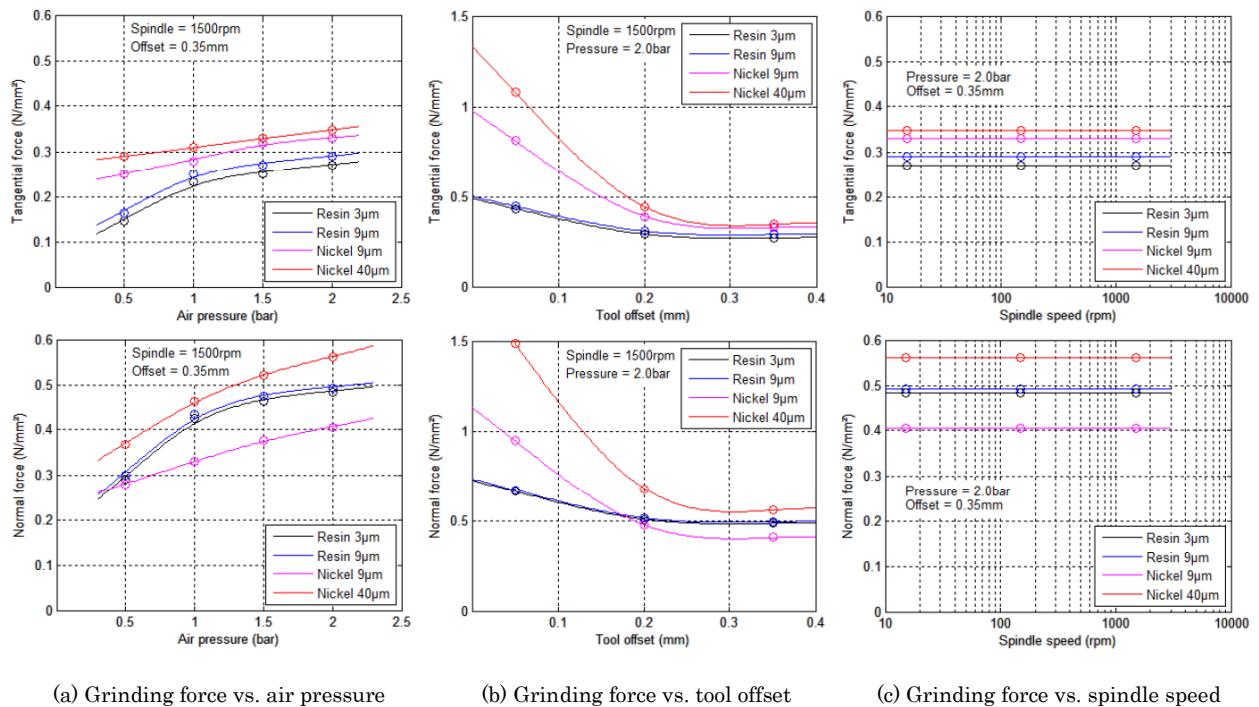 Spindle = 1500rpm
Offset = 0.35mm
Tangential force (N/mm²)
0.6
0.5
0.4
0.3
0.2
0.1
0
Resin 3µm
Resin 9µm
Nickel 9µm
Nickel 40µm
0.5
1
1.5
2
2.5
Air pressure (bar)
Spindle = 1500rpm
Pressure = 2.0bar
Tangential force (N/mm²)
1.5
1
0.5
0
Resin 3µm
Resin 9µm
Nickel 9µm
Nickel 40µm
0.1
0.2
0.3
0.4
Tool offset (mm)
Pressure = 2.0bar
Offset = 0.35mm
Tangential force (N/mm²)
0.6
0.5
0.4
0.3
0.2
0.1
0
Resin 3µm
Resin 9µm
Nickel 9µm
Nickel 40µm
10
100
1000
10000
Spindle speed (rpm)
Spindle = 1500rpm
Offset = 0.35mm
Normal force (N/mm²)
0.6
0.5
0.4
0.3
0.2
0.1
0
Resin 3µm
Resin 9µm
Nickel 9µm
Nickel 40µm
0.5
1
1.5
2
2.5
Air pressure (bar)
Spindle = 1500rpm
Pressure = 2.0bar
Normal force (N/mm²)
1.5
1
0.5
0
Resin 3µm
Resin 9µm
Nickel 9µm
Nickel 40µm
0.1
0.2
0.3
0.4
Tool offset (mm)
Pressure = 2.0bar
Offset = 0.35mm
Normal force (N/mm²)
0.6
0.5
0.4
0.3
0.2
0.1
0
Resin 3µm
Resin 9µm
Nickel 9µm
Nickel 40µm
10
100
1000
10000
Spindle speed (rpm)
(a) Grinding force vs. air pressure
(b) Grinding force vs. tool offset
(c) Grinding force vs. spindle speed